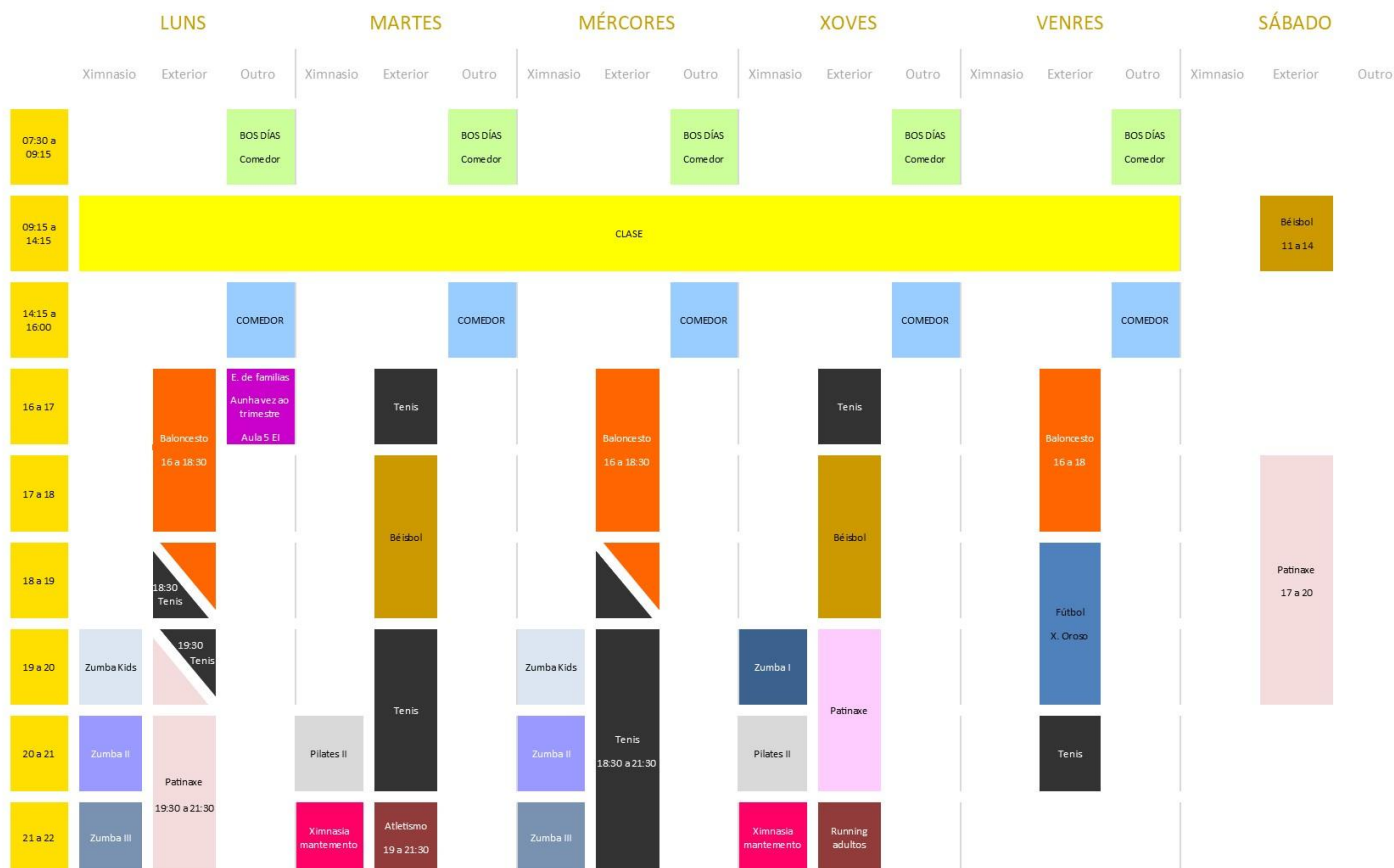 LUNS MARTES MÉRCORES XOVES VENRES SÁBADO
Ximnasio Exterior Outro Ximnasio Exterior Outro Ximnasio Exterior Outro Ximnasio Exterior Outro Ximnasio Exterior Outro Ximnasio Exterior Outro
07:30 a
09:15
BOS DÍAS
Comedor
BOS DÍAS
Comedor
BOS DÍAS
Comedor
BOS DÍAS
Comedor
BOS DÍAS
Comedor
09:15 a
14:15
CLASE
Béisbol
11 a 14
14:15 a
16:00
COMEDOR
COMEDOR
COMEDOR
COMEDOR
COMEDOR
16 a 17
Baloncesto
16 a 18:30
E. de familias
Aunha vez ao
trimestre
Aula 5 EI
Tenis
Baloncesto
16 a 18:30
Tenis
Baloncesto
16 a 18
17 a 18
Béisbol
Béisbol
Patinaxe
17 a 20
18 a 19
18:30
Tenis
Fútbol
X. Oroso
19 a 20
Zumba Kids
19:30
Tenis
Tenis
Zumba Kids
Tenis
18:30 a 21:30
Zumba I
Patinaxe
20 a 21
Zumba II
Patinaxe
19:30 a 21:30
Pilates II
Zumba II
Pilates II
Tenis
21 a 22
Zumba III
Ximnasia
mantemento
Atletismo
19 a 21:30
Zumba III
Ximnasia
mantemento
Running
adultos